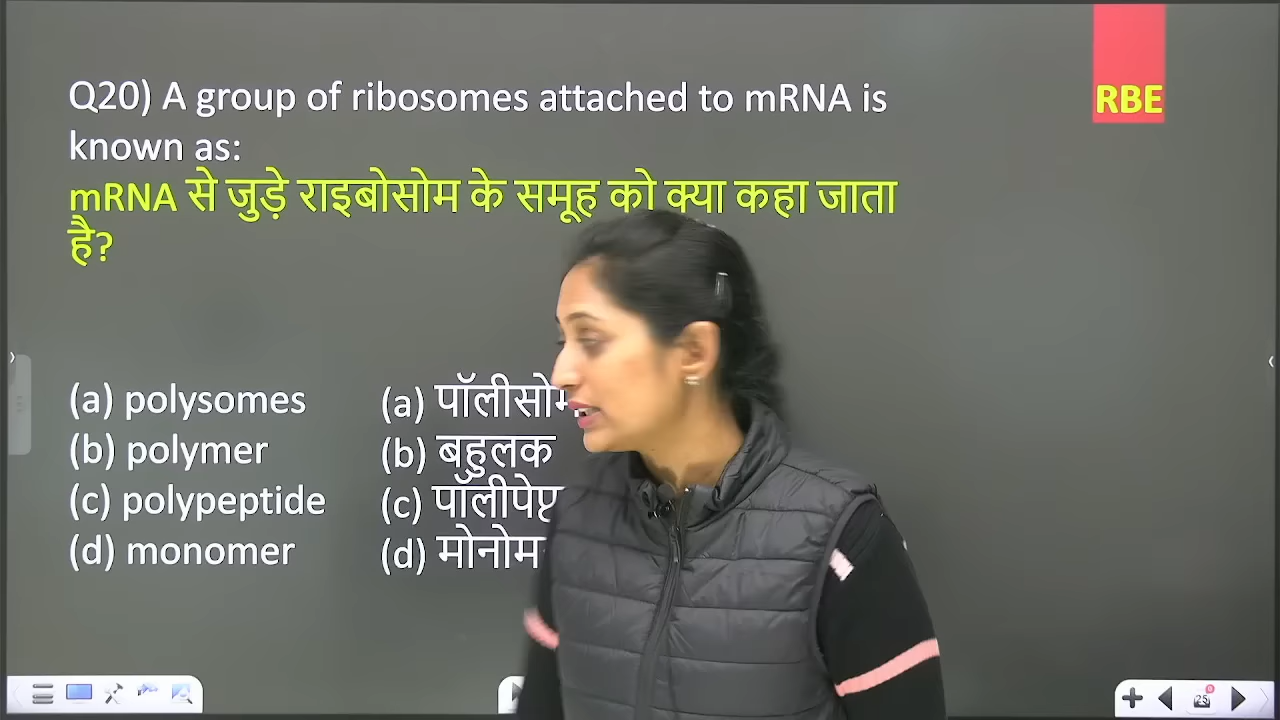 Q20) A group of ribosomes attached to mRNA is
known as:
mRNA से जुड़े राइबोसोम के समूह को क्या कहा जाता
है?
RBE
(a) polysomes
(b) polymer
(c) polypeptide
(d) monomer
(a)
(b) बहुलक
(c)
(d)
25